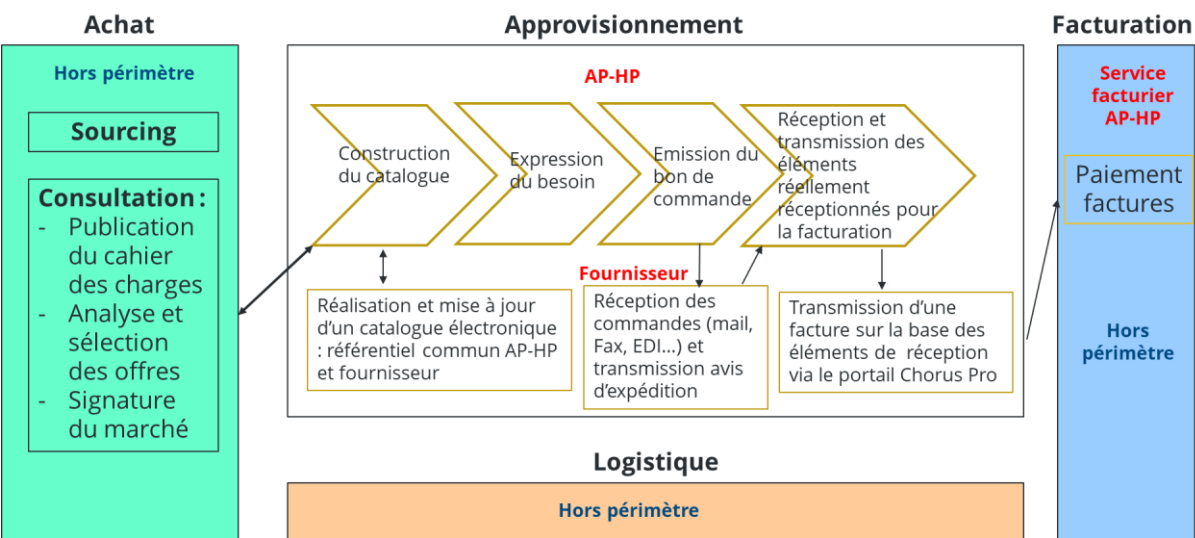 Achat
Hors périmètre
Sourcing
Consultation :
- Publication
du cahier
des charges
- Analyse et
sélection
des offres
- Signature
du marché
Approvisionnement
AP-HP
Construction
du catalogue
Expression
du besoin
Emission du
bon de
commande
Réception et
transmission des
éléments
réellement
réceptionnés pour
la facturation
Réalisation et mise à jour
d’un catalogue électronique
: référentiel commun AP-HP
et fournisseur
Fournisseur
Réception des
commandes (mail,
Fax, EDI…) et
transmission avis
d’expédition
Transmission d’une
facture sur la base des
éléments de réception
via le portail Chorus Pro
Logistique
Hors périmètre
Facturation
Service
facturier
AP-HP
Paiement
factures
Hors
périmètre